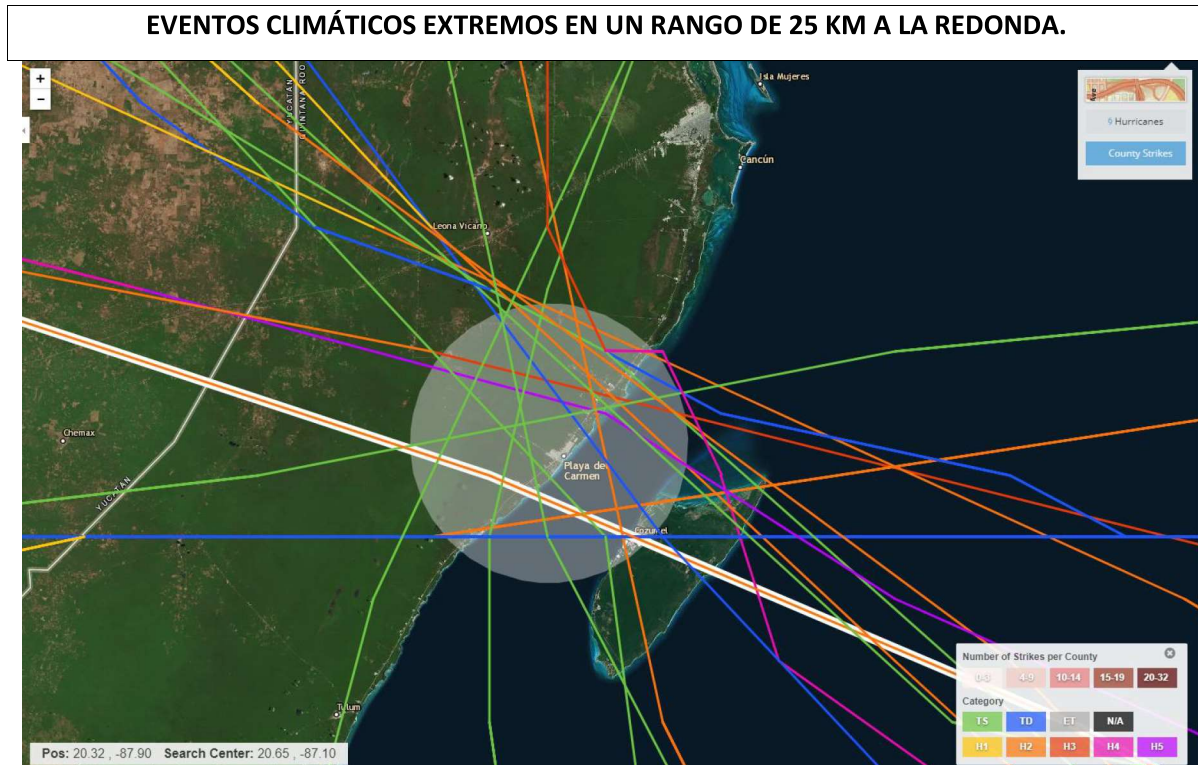 EVENTOS CLIMÁTICOS EXTREMOS EN UN RANGO DE 25 KM A LA REDONDA.
+
−
YUCATÁN
QUINTANA ROO
Isla Mujeres
Hurricanes
County Strikes
Cancún
Leona Vicario
Chemax
YUCATÁN
Playa de
Carmen
Cozumel
Tulum
Number of Strikes per County
0-3 4-9 10-14 15-19 20-32
Category
TS TD ET N/A
H1 H2 H3 H4 H5
Pos: 20.32 , -87.90 Search Center: 20.65 , -87.10